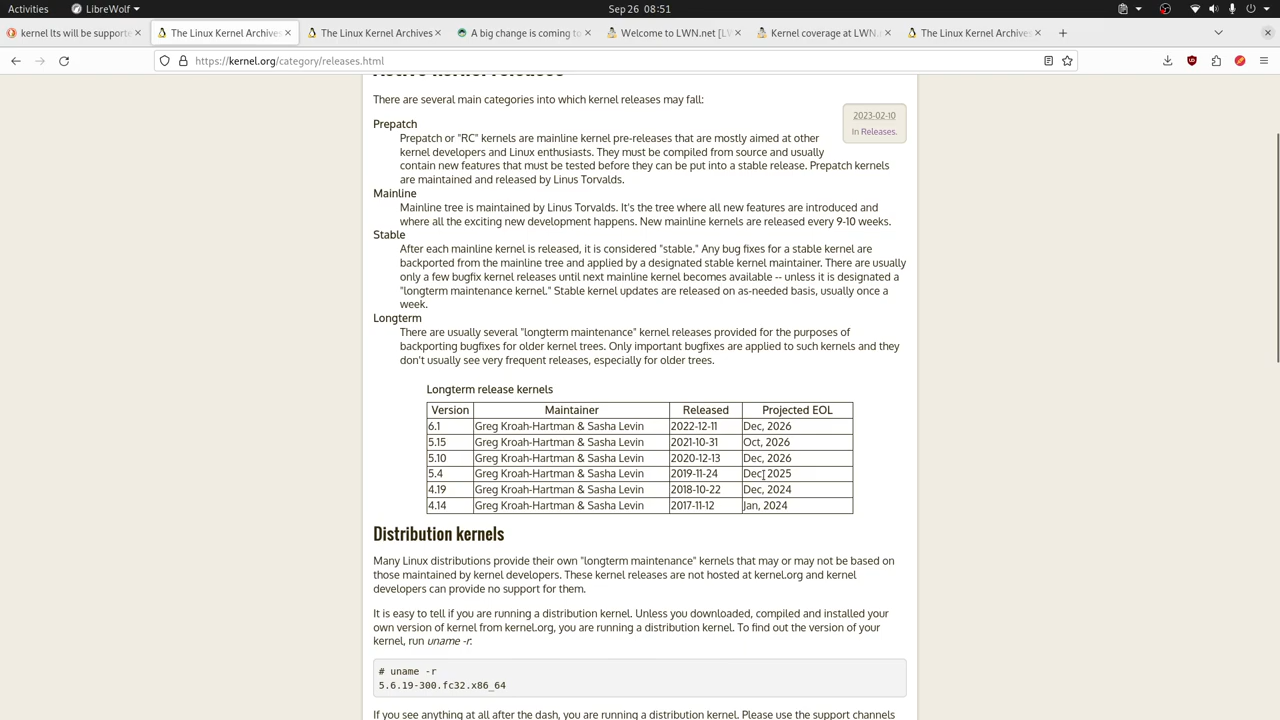 Activities
LibreWolf
Sep 26 08:51
kernel lts will be supporte
The Linux Kernel Archives
The Linux Kernel Archives
A big change is coming to
Welcome to LWN.net [LW
Kernel coverage at LWN.
The Linux Kernel Archives
https://kernel.org/category/releases.html
Active kernel releases
There are several main categories into which kernel releases may fall:
2023-02-10
In Releases.
Prepatch
Prepatch or "RC" kernels are mainline kernel pre-releases that are mostly aimed at other
kernel developers and Linux enthusiasts. They must be compiled from source and usually
contain new features that must be tested before they can be put into a stable release. Prepatch kernels
are maintained and released by Linus Torvalds.
Mainline
Mainline tree is maintained by Linus Torvalds. It's the tree where all new features are introduced and
where all the exciting new development happens. New mainline kernels are released every 9-10 weeks.
Stable
After each mainline kernel is released, it is considered "stable." Any bug fixes for a stable kernel are
backported from the mainline tree and applied by a designated stable kernel maintainer. There are usually
only a few bugfix kernel releases until next mainline kernel becomes available -- unless it is designated a
"longterm maintenance kernel." Stable kernel updates are released on as-needed basis, usually once a
week.
Longterm
There are usually several "longterm maintenance" kernel releases provided for the purposes of
backporting bugfixes for older kernel trees. Only important bugfixes are applied to such kernels and they
don't usually see very frequent releases, especially for older trees.
Longterm release kernels
Version Maintainer Released Projected EOL
6.1 Greg Kroah-Hartman & Sasha Levin 2022-12-11 Dec, 2026
5.15 Greg Kroah-Hartman & Sasha Levin 2021-10-31 Oct, 2026
5.10 Greg Kroah-Hartman & Sasha Levin 2020-12-13 Dec, 2026
5.4 Greg Kroah-Hartman & Sasha Levin 2019-11-24 Dec, 2025
4.19 Greg Kroah-Hartman & Sasha Levin 2018-10-22 Dec, 2024
4.14 Greg Kroah-Hartman & Sasha Levin 2017-11-12 Jan, 2024
Distribution kernels
Many Linux distributions provide their own "longterm maintenance" kernels that may or may not be based on
those maintained by kernel developers. These kernel releases are not hosted at kernel.org and kernel
developers can provide no support for them.
It is easy to tell if you are running a distribution kernel. Unless you downloaded, compiled and installed your
own version of kernel from kernel.org, you are running a distribution kernel. To find out the version of your
kernel, run uname -r:
# uname -r
5.6.19-300.fc32.x86_64
If you see anything at all after the dash, you are running a distribution kernel. Please use the support channels